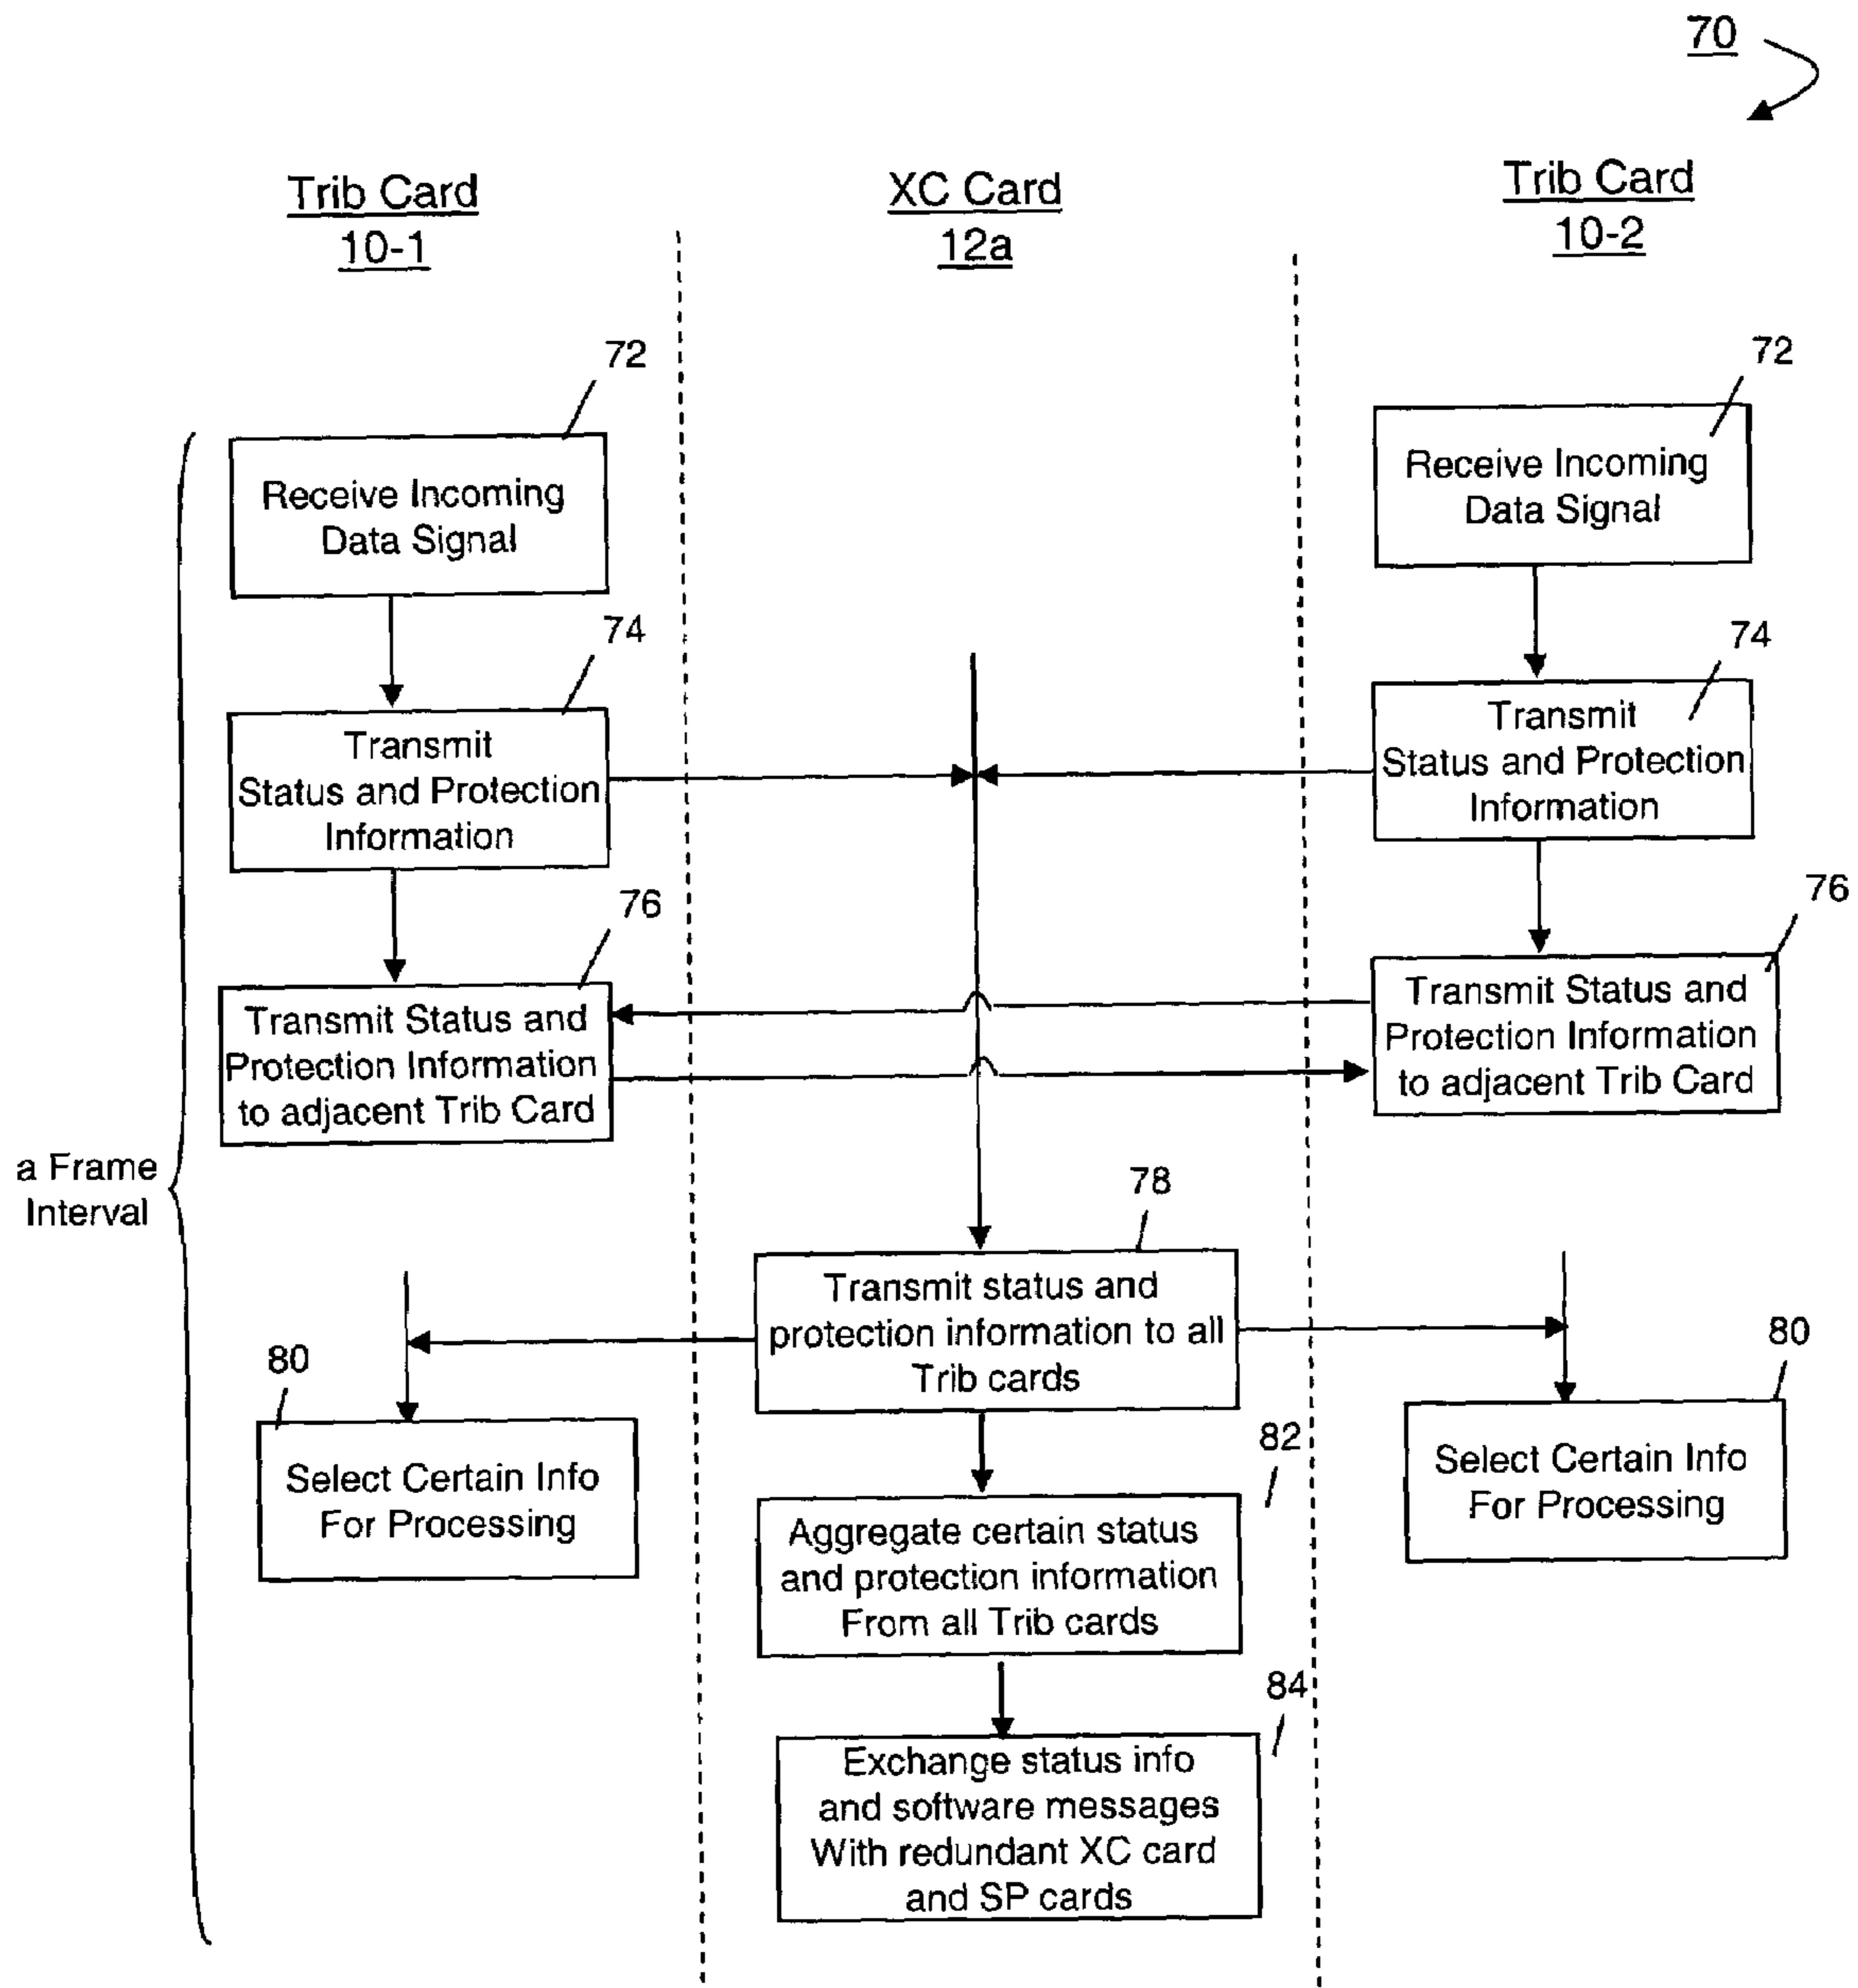 70
Trib Card
10-1
XC Card
12a
Trib Card
10-2
72
Receive Incoming
Data Signal
72
Receive Incoming
Data Signal
74
Transmit
Status and Protection
Information
74
Transmit
Status and Protection
Information
76
Transmit Status and
Protection Information
to adjacent Trib Card
76
Transmit Status and
Protection Information
to adjacent Trib Card
a Frame
Interval
78
Transmit status and
protection information to all
Trib cards
80
Select Certain Info
For Processing
80
Select Certain Info
For Processing
82
Aggregate certain status
and protection information
From all Trib cards
84
Exchange status info
and software messages
With redundant XC card
and SP cards